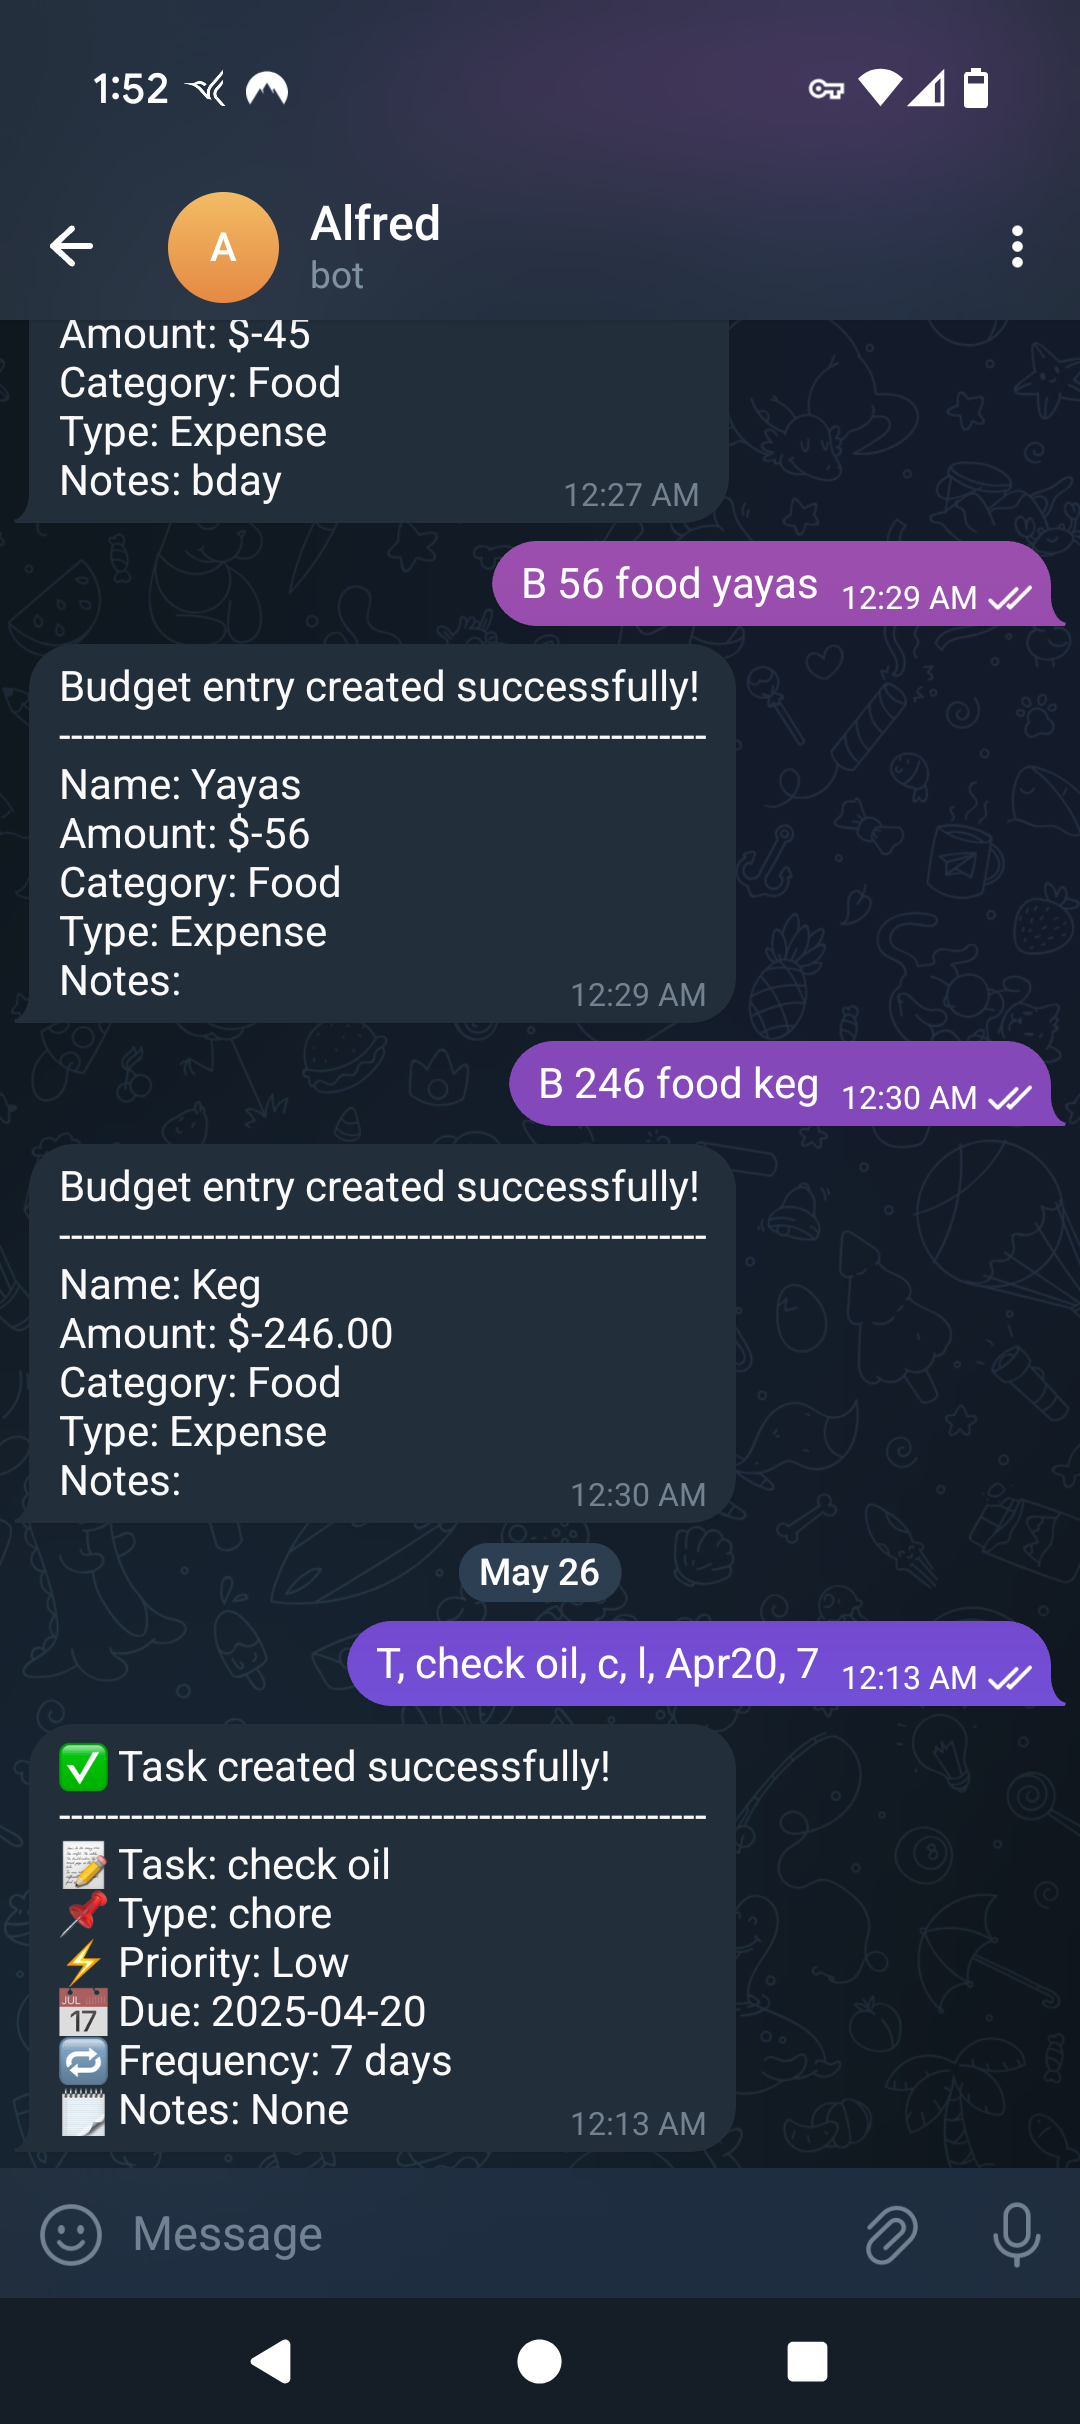 1:52
A
Alfred
bot
Amount: $-45
Category: Food
Type: Expense
Notes: bday
12:27 AM
B 56 food yayas 12:29 AM
Budget entry created successfully!
--------------------------------------------------
Name: Yayas
Amount: $-56
Category: Food
Type: Expense
Notes:
12:29 AM
B 246 food keg 12:30 AM
Budget entry created successfully!
--------------------------------------------------
Name: Keg
Amount: $-246.00
Category: Food
Type: Expense
Notes:
12:30 AM
May 26
T, check oil, c, l, Apr20, 7 12:13 AM
✅ Task created successfully!
--------------------------------------------------
📝 Task: check oil
📌 Type: chore
⚡ Priority: Low
📅 Due: 2025-04-20
🔁 Frequency: 7 days
🗒️ Notes: None
12:13 AM
Message